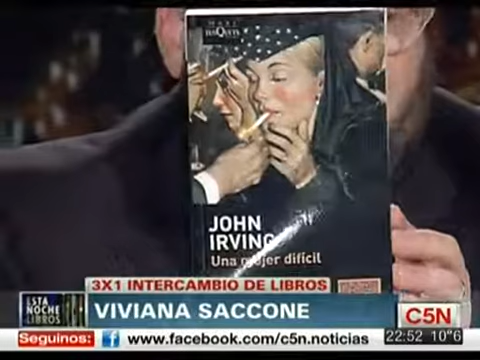 MAXI
TUSQUETS
JOHN
IRVING
Una mujer difícil
3X1 INTERCAMBIO DE LIBROS
ESTA
NOCHE
LIBROS
VIVIANA SACCONE
C5N
Seguinos: f www.facebook.com/c5n.noticias
22:52 10°6